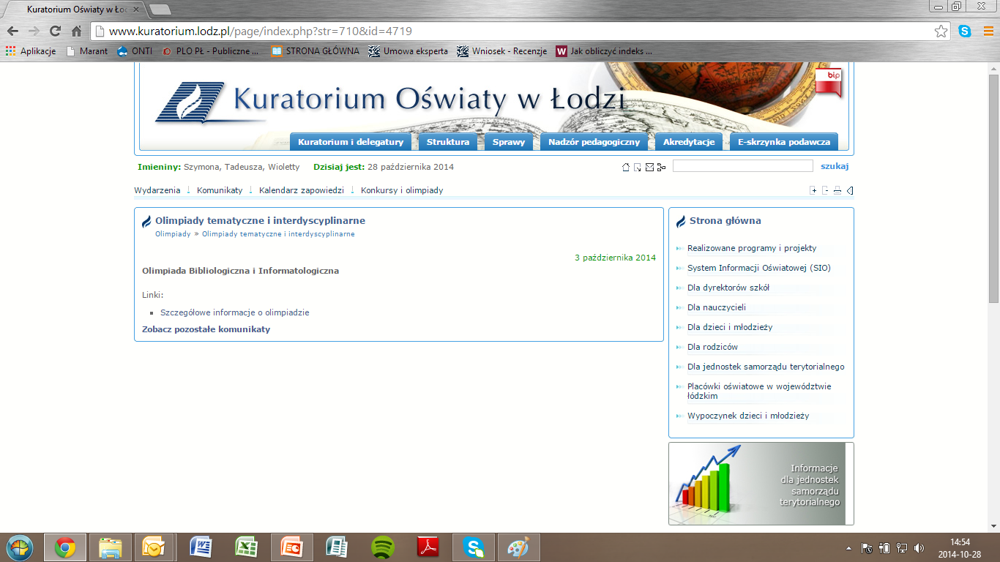 Kuratorium Oświaty w Łod
www.kuratorium.lodz.pl/page/index.php?str=710&id=4719
Aplikacje Marant ONTI PLO PŁ - Publiczne ... STRONA GŁÓWNA Umowa eksperta Wniosek - Recenzje Jak obliczyć indeks ...
bip
Kuratorium Oświaty w Łodzi
Kuratorium i delegatury Struktura Sprawy Nadzór pedagogiczny Akredytacje E-skrzynka podawcza
Imieniny: Szymona, Tadeusza, Wioletty Dzisiaj jest: 28 października 2014 szukaj
Wydarzenia Komunikaty Kalendarz zapowiedzi Konkursy i olimpiady
Olimpiady tematyczne i interdyscyplinarne
Olimpiady » Olimpiady tematyczne i interdyscyplinarne
3 października 2014
Olimpiada Bibliologiczna i Informatologiczna
Linki:
Szczegółowe informacje o olimpiadzie
Zobacz pozostałe komunikaty
Strona główna
Realizowane programy i projekty
System Informacji Oświatowej (SIO)
Dla dyrektorów szkół
Dla nauczycieli
Dla dzieci i młodzieży
Dla rodziców
Dla jednostek samorządu terytorialnego
Placówki oświatowe w województwie
łódzkim
Wypoczynek dzieci i młodzieży
Informacje
dla jednostek
samorządu
terytorialnego
14:54
2014-10-28